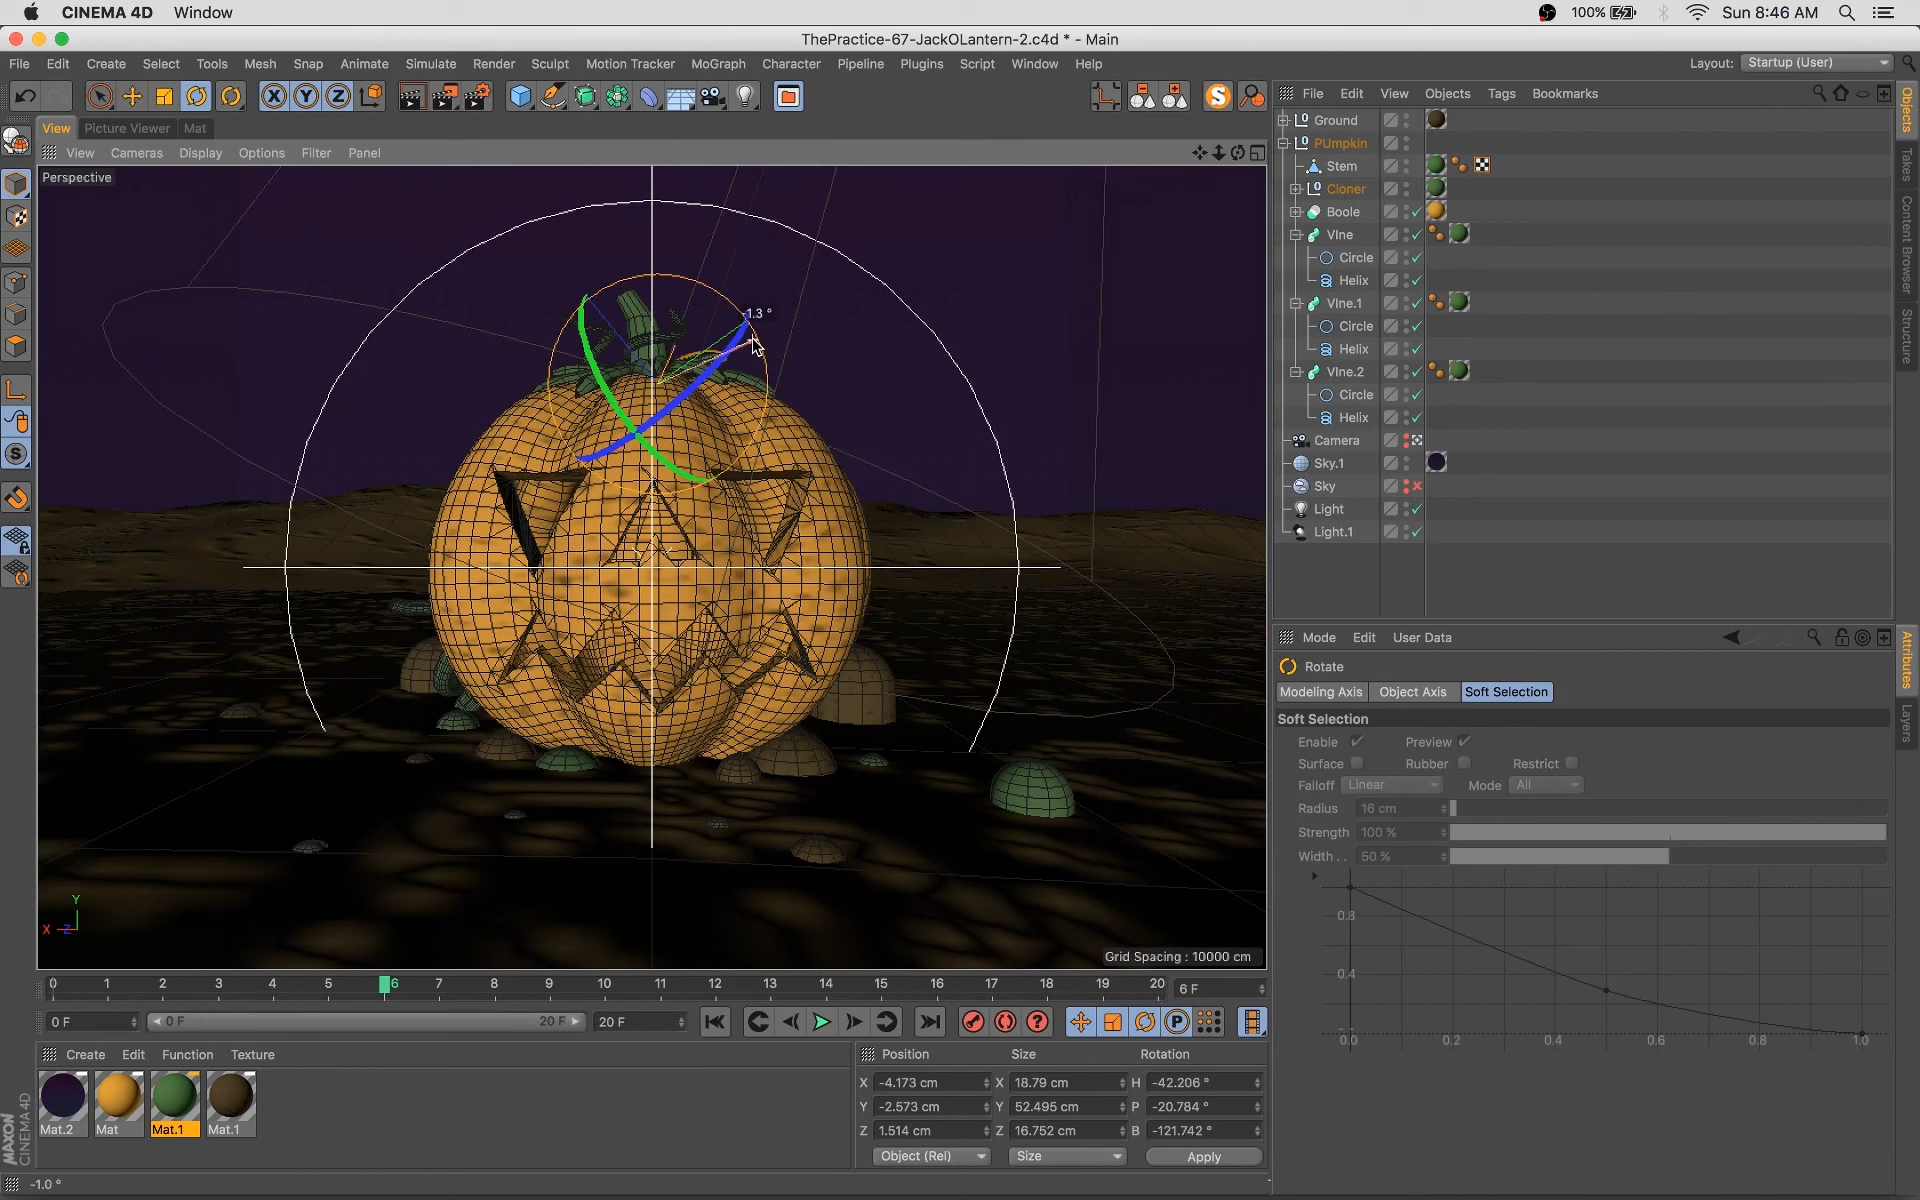 CINEMA 4D Window
100% Sun 8:46 AM
ThePractice-67-JackOLantern-2.c4d * - Main
File Edit Create Select Tools Mesh Snap Animate Simulate Render Sculpt Motion Tracker MoGraph Character Pipeline Plugins Script Window Help Layout: Startup (User)
X Y Z S
File Edit View Objects Tags Bookmarks
View Picture Viewer Mat
View Cameras Display Options Filter Panel
Perspective
-1.3 °
Ground
PUmpkin
Stem
Cloner
Boole
VIne
Circle
Helix
VIne.1
Circle
Helix
VIne.2
Circle
Helix
Camera
Sky.1
Sky
Light
Light.1
Objects
Takes
Content Browser
Structure
Y
X Z
Grid Spacing : 10000 cm
Mode Edit User Data
Rotate
Modeling Axis Object Axis Soft Selection
Soft Selection
Enable Preview
Surface Rubber Restrict
Falloff Linear Mode All
Radius 16 cm
Strength 100 %
Width . . 50 %
0.8
0.4
0.0 0.2 0.4 0.6 0.8 1.0
Attributes
Layers
0 1 2 3 4 5 6 7 8 9 10 11 12 13 14 15 16 17 18 19 20 6 F
0 F 0 F 20 F 20 F
Create Edit Function Texture
Mat.2 Mat Mat.1 Mat.1
Position Size Rotation
X -4.173 cm X 18.79 cm H -42.206 °
Y -2.573 cm Y 52.495 cm P -20.784 °
Z 1.514 cm Z 16.752 cm B -121.742 °
Object (Rel) Size Apply
MAXON
CINEMA 4D
-1.0 °